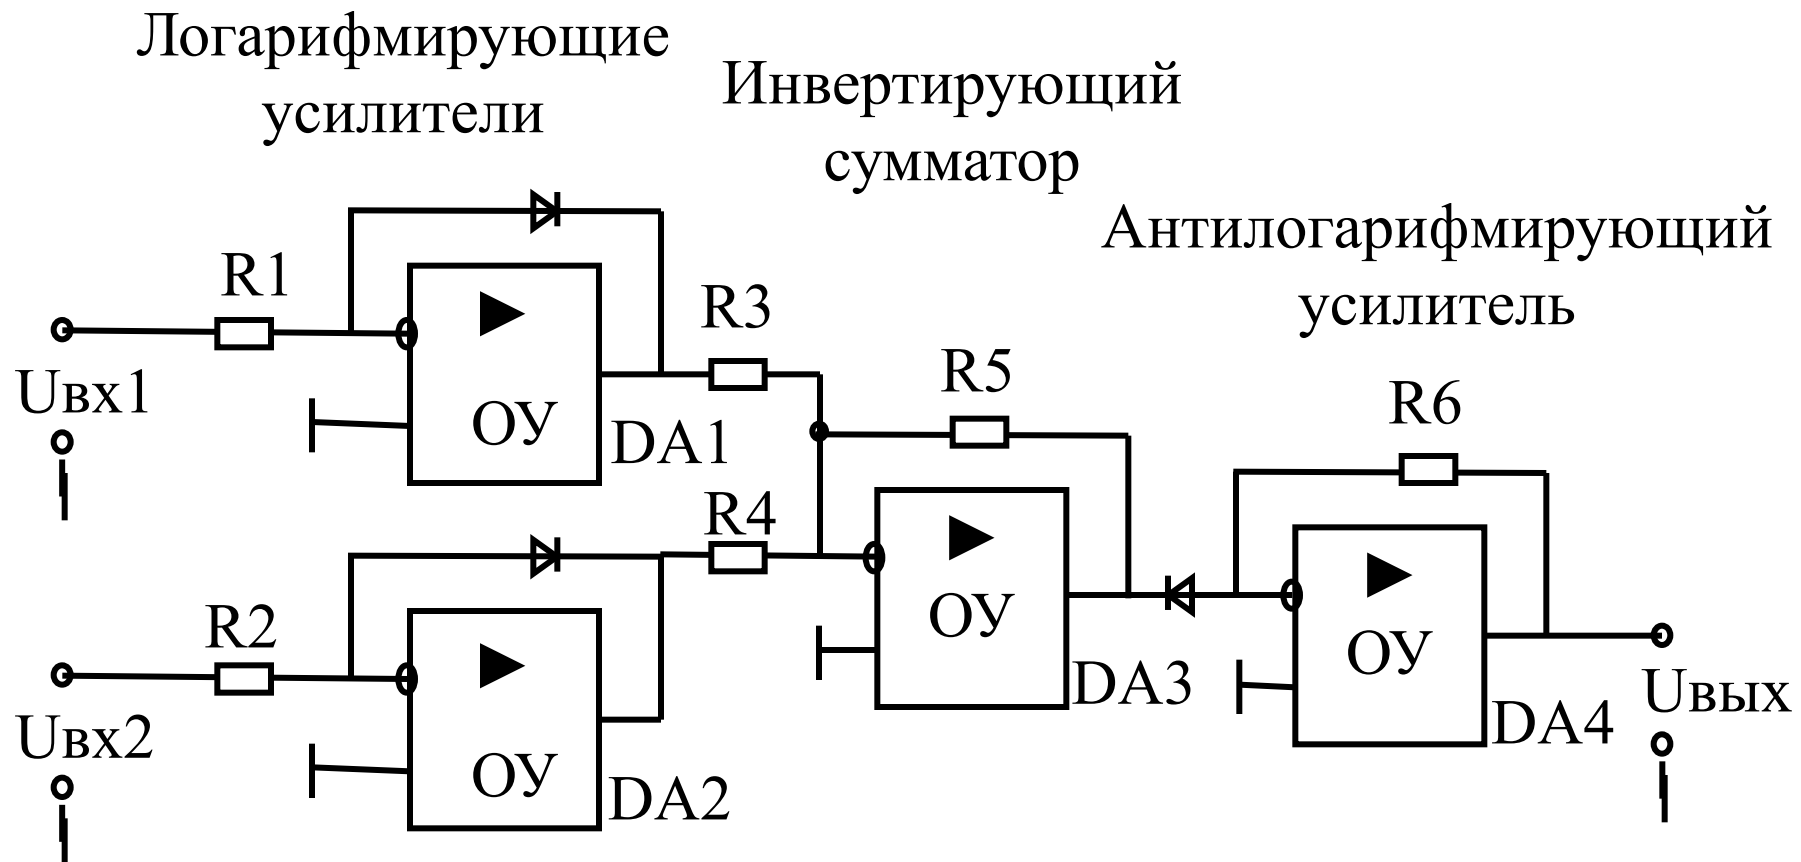 Логарифмирующие
усилители
Инвертирующий
сумматор
Антилогарифмирующий
усилитель
R1
Uвх1
ОУ
DA1
R3
R2
Uвх2
ОУ
DA2
R4
R5
ОУ
DA3
R6
ОУ
DA4
Uвых